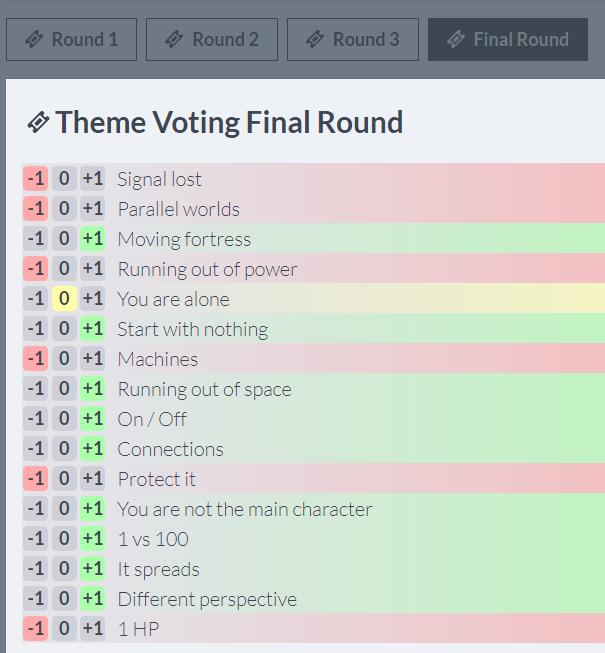 Round 1 Round 2 Round 3 Final Round
Theme Voting Final Round
-1 0 +1 Signal lost
-1 0 +1 Parallel worlds
-1 0 +1 Moving fortress
-1 0 +1 Running out of power
-1 0 +1 You are alone
-1 0 +1 Start with nothing
-1 0 +1 Machines
-1 0 +1 Running out of space
-1 0 +1 On / Off
-1 0 +1 Connections
-1 0 +1 Protect it
-1 0 +1 You are not the main character
-1 0 +1 1 vs 100
-1 0 +1 It spreads
-1 0 +1 Different perspective
-1 0 +1 1 HP